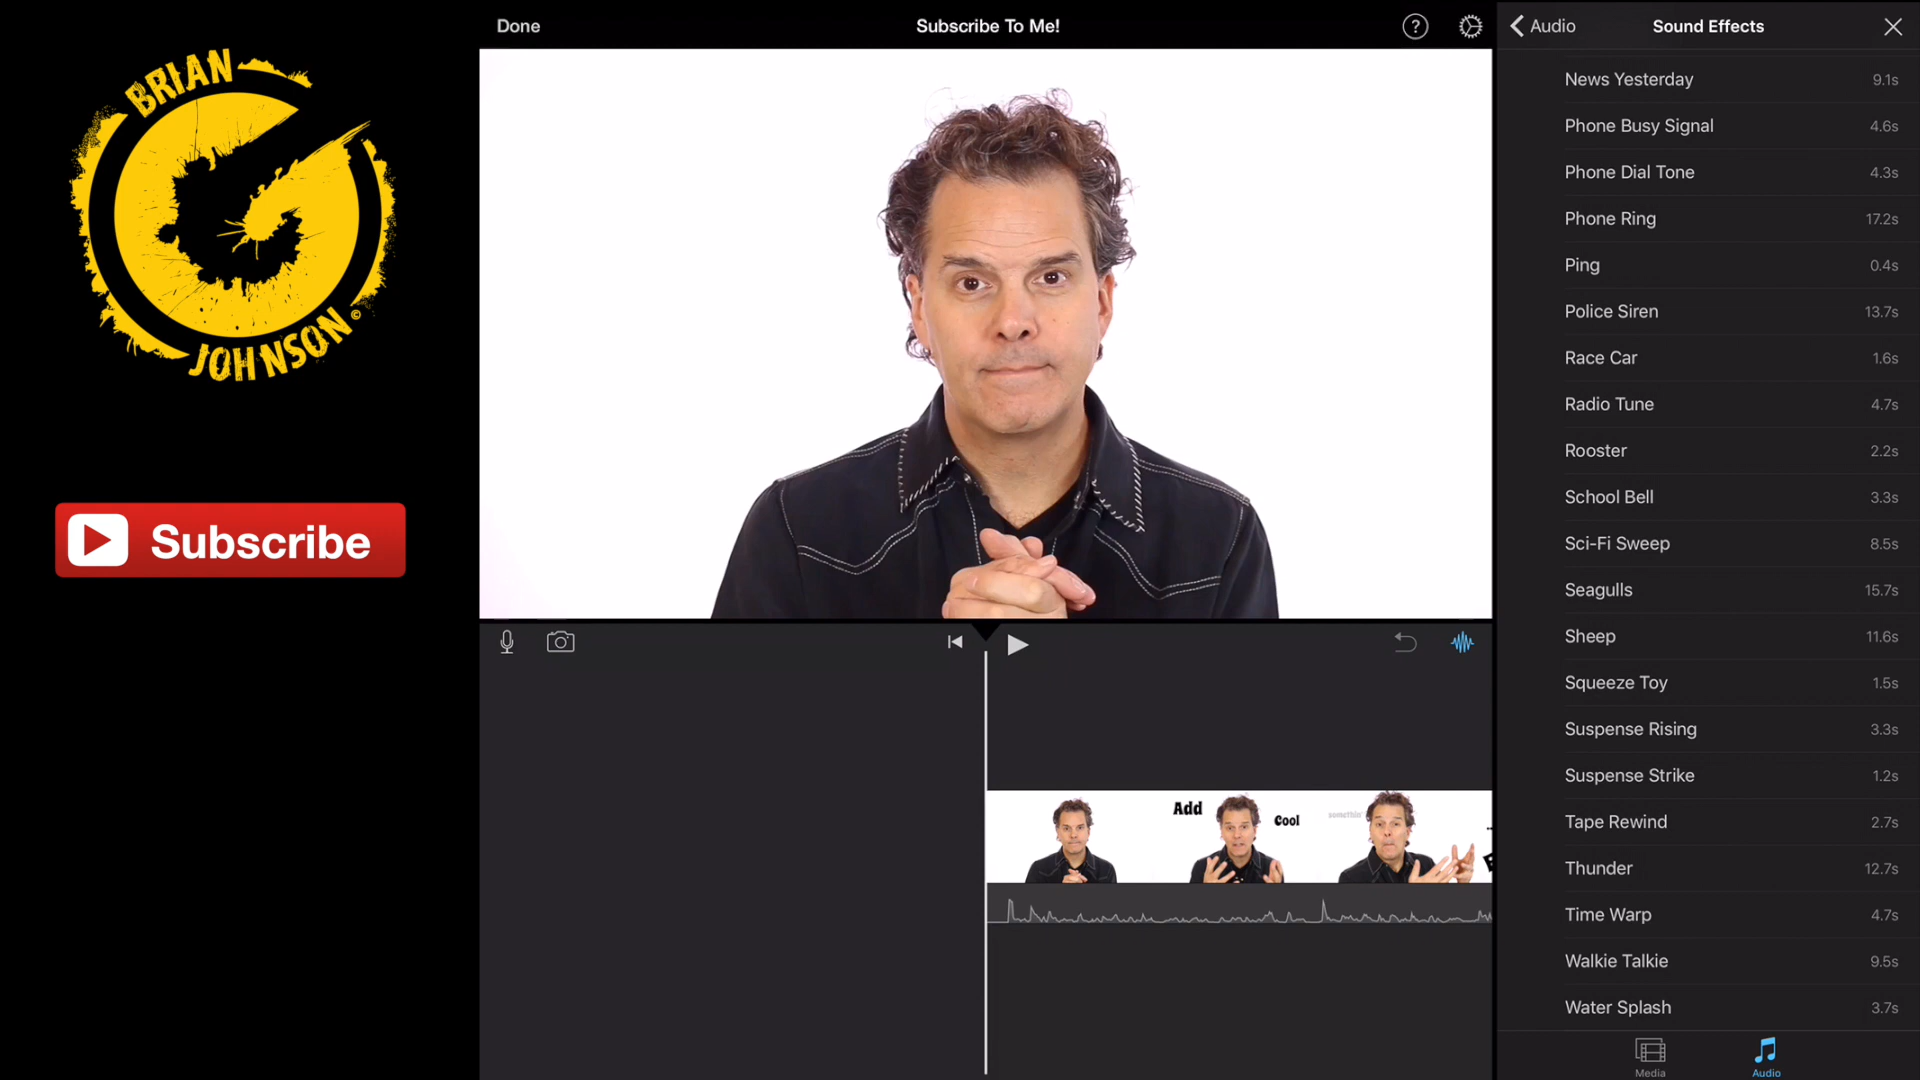 BRIAN
G
JOHNSON©
Subscribe
Done
Subscribe To Me!
?
Audio
Sound Effects
News Yesterday 9.1s
Phone Busy Signal 4.6s
Phone Dial Tone 4.3s
Phone Ring 17.2s
Ping 0.4s
Police Siren 13.7s
Race Car 1.6s
Radio Tune 4.7s
Rooster 2.2s
School Bell 3.3s
Sci-Fi Sweep 8.5s
Seagulls 15.7s
Sheep 11.6s
Squeeze Toy 1.5s
Suspense Rising 3.3s
Suspense Strike 1.2s
Tape Rewind 2.7s
Thunder 12.7s
Time Warp 4.7s
Walkie Talkie 9.5s
Water Splash 3.7s
Add
Cool
somethin'
Media
Audio